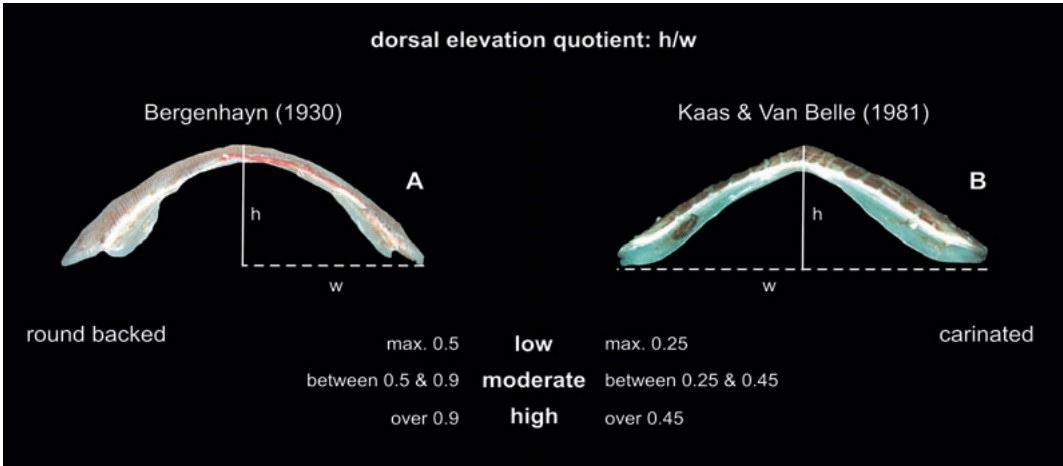 dorsal elevation quotient: h/w
Bergenhayn (1930)
Kaas & Van Belle (1981)
A
B
h
h
w
w
round backed
carinated
max. 0.5 low max. 0.25
between 0.5 & 0.9 moderate between 0.25 & 0.45
over 0.9 high over 0.45